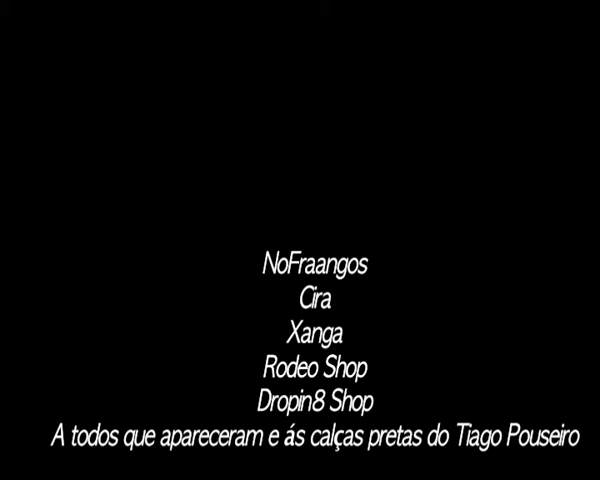 NoFraangos
Cira
Xanga
Rodeo Shop
Dropin8 Shop
A todos que apareceram e ás calças pretas do Tiago Pouseiro